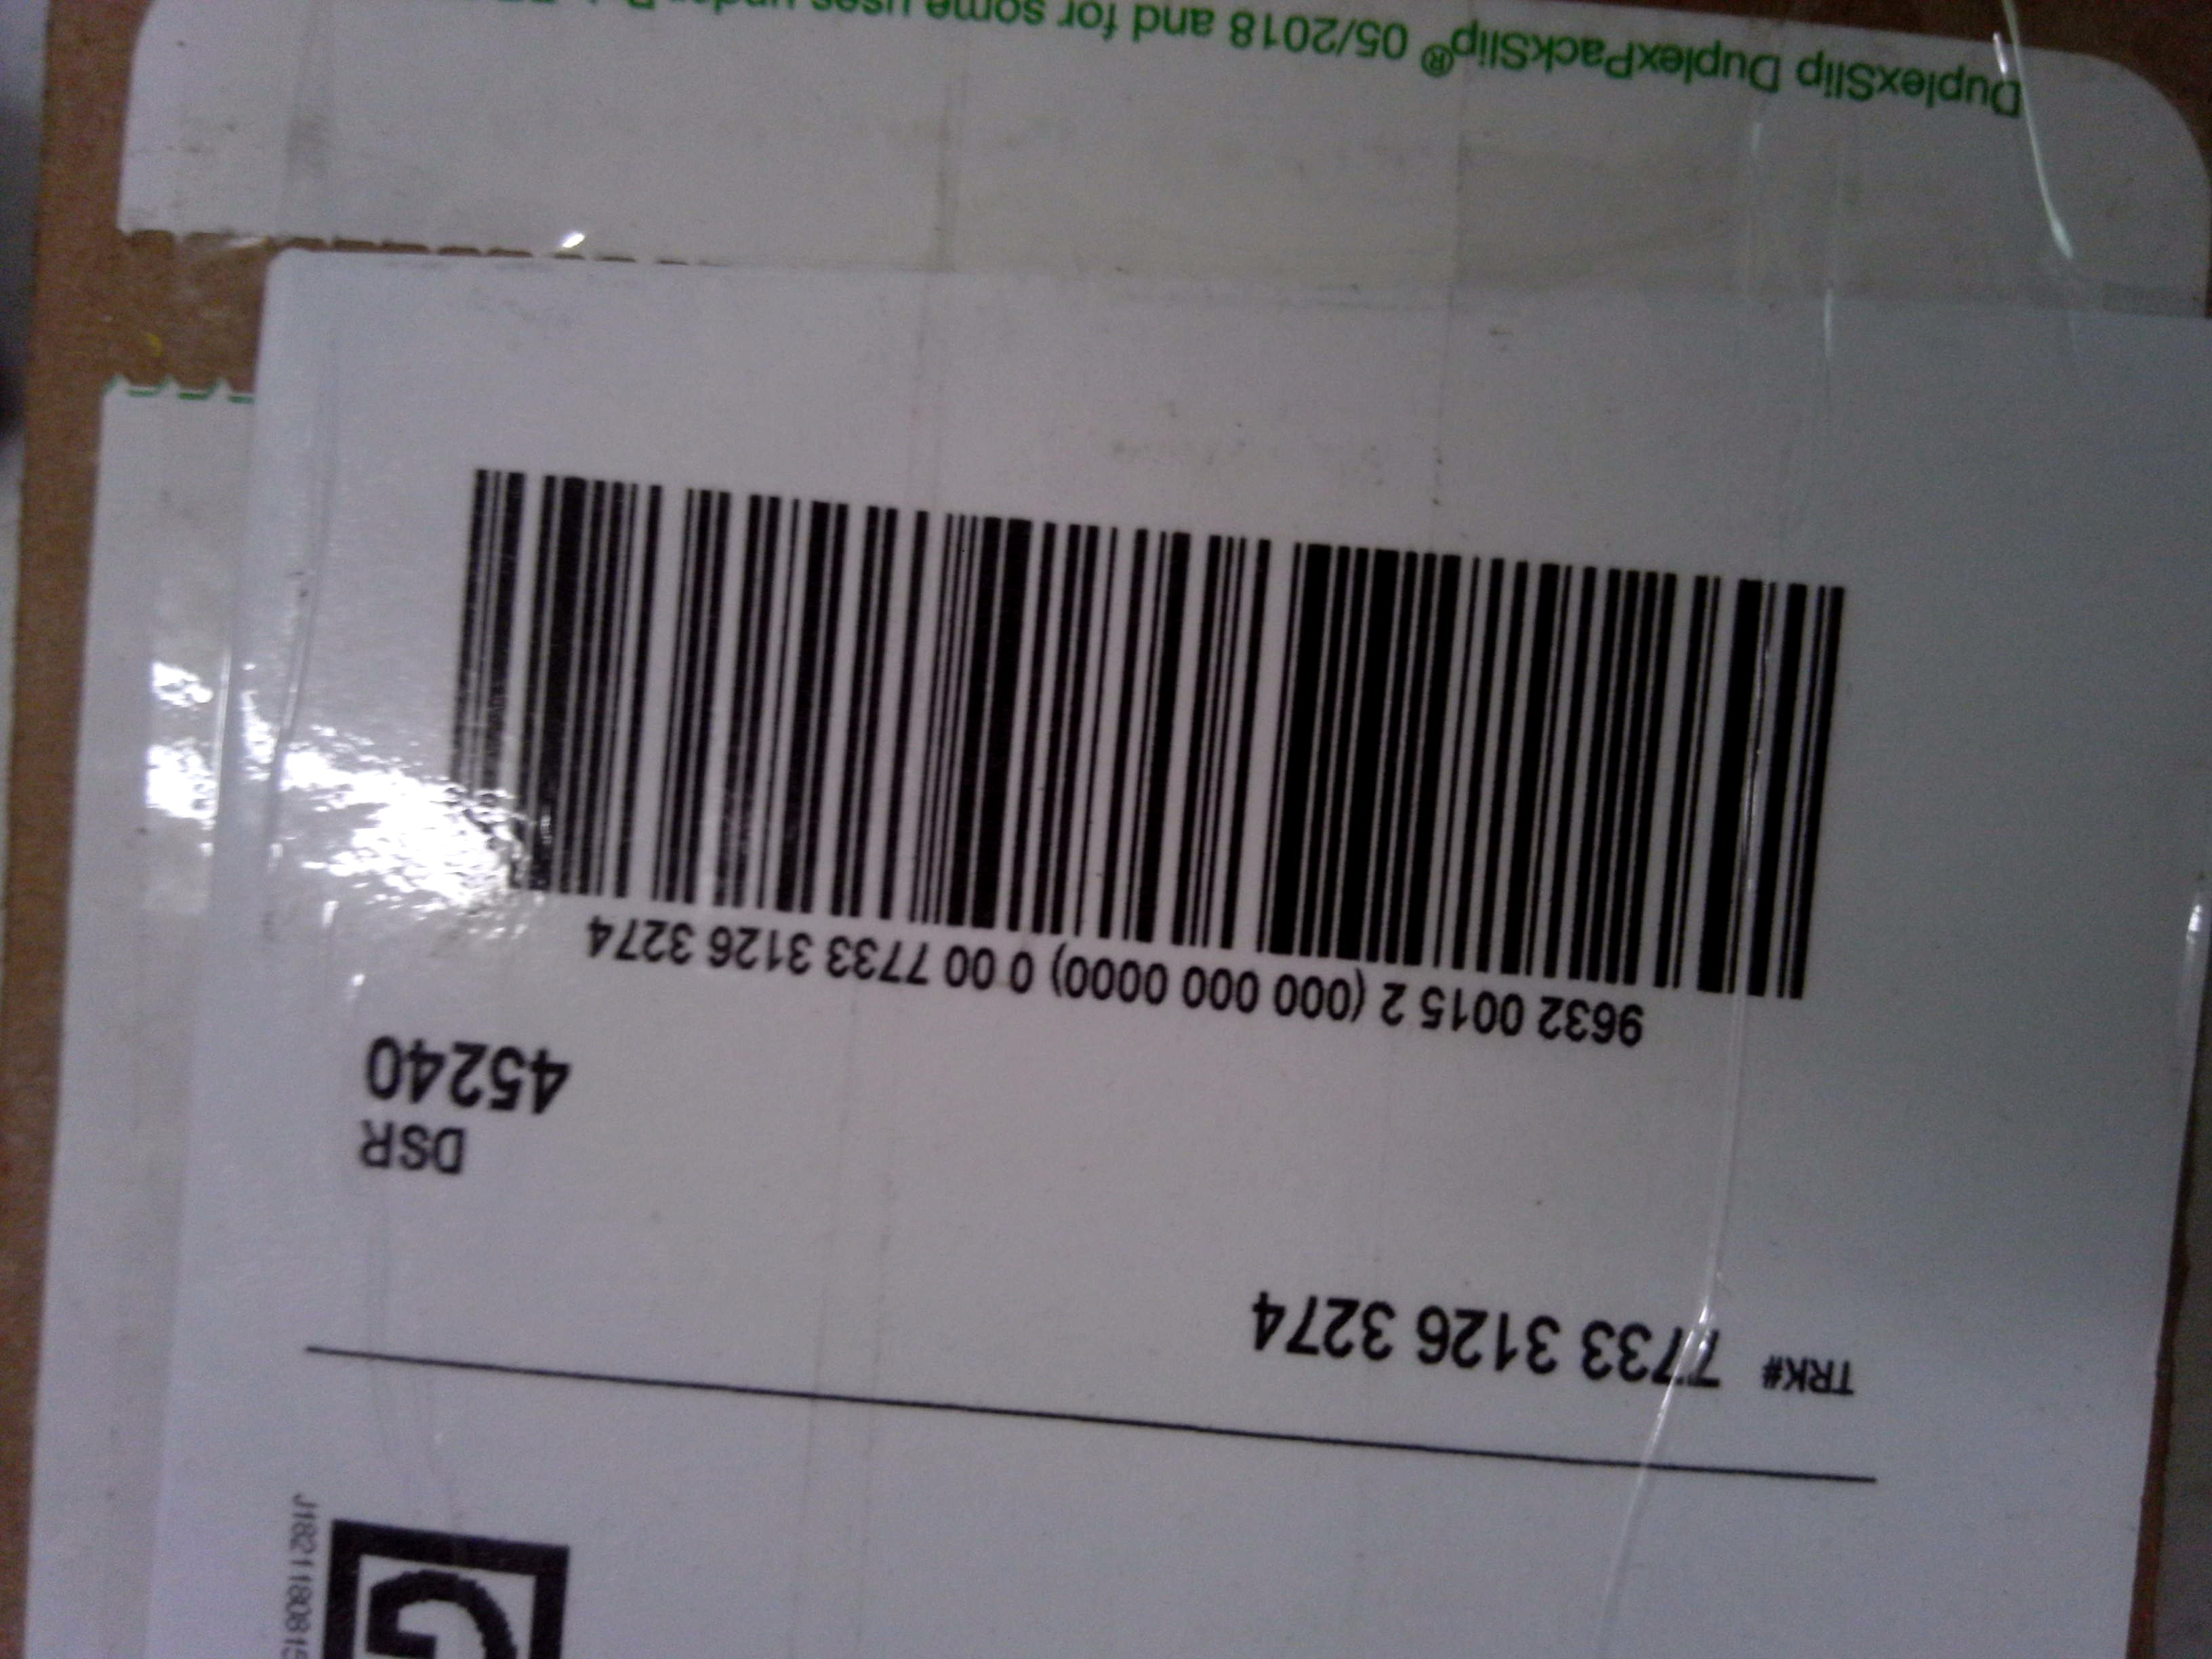 J1821180815
G
TRK# 7733 3126 3274
DSR
45240
9632 0015 2 (000 000 0000) 0 00 7733 3126 3274
DuplexSlip DuplexPackSlip® 05/2018 and for some uses under